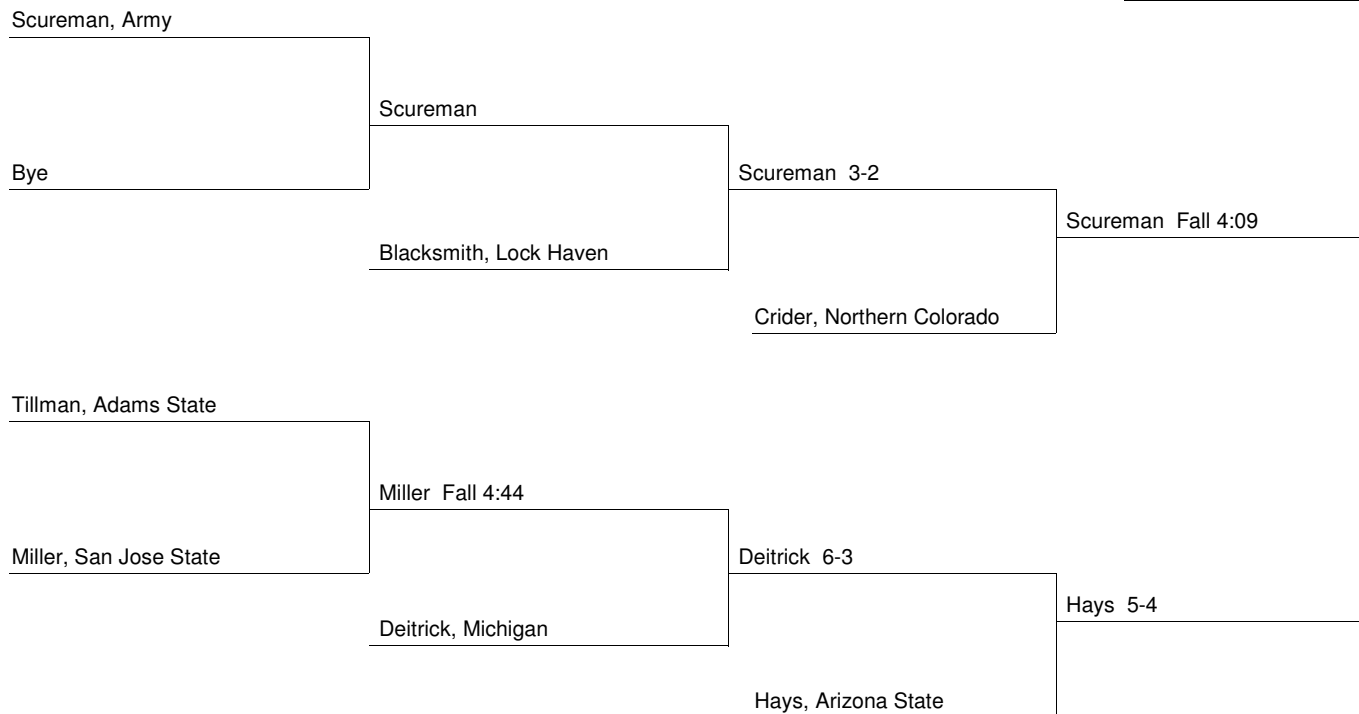 Scureman, Army
Scureman
Bye
Scureman 3-2
Scureman Fall 4:09
Blacksmith, Lock Haven
Crider, Northern Colorado
Tillman, Adams State
Miller Fall 4:44
Miller, San Jose State
Deitrick 6-3
Hays 5-4
Deitrick, Michigan
Hays, Arizona State